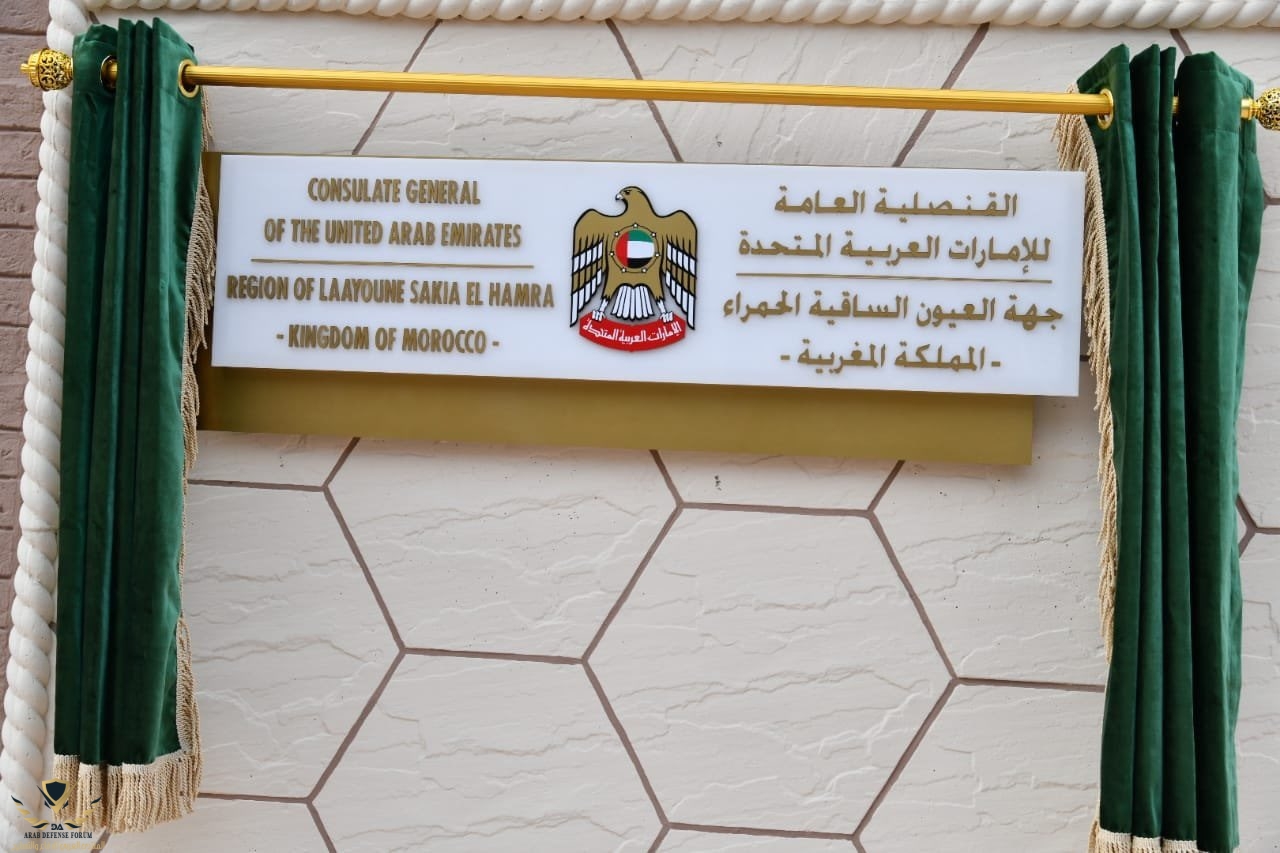 CONSULATE GENERAL
OF THE UNITED ARAB EMIRATES
REGION OF LAAYOUNE SAKIA EL HAMRA
- KINGDOM OF MOROCCO -
الإمارات العربية المتحدة
القنصلية العامة
للإمارات العربية المتحدة
جهة العيون الساقية الحمراء
- المملكة المغربية -
DA
ARAB DEFENSE FORUM